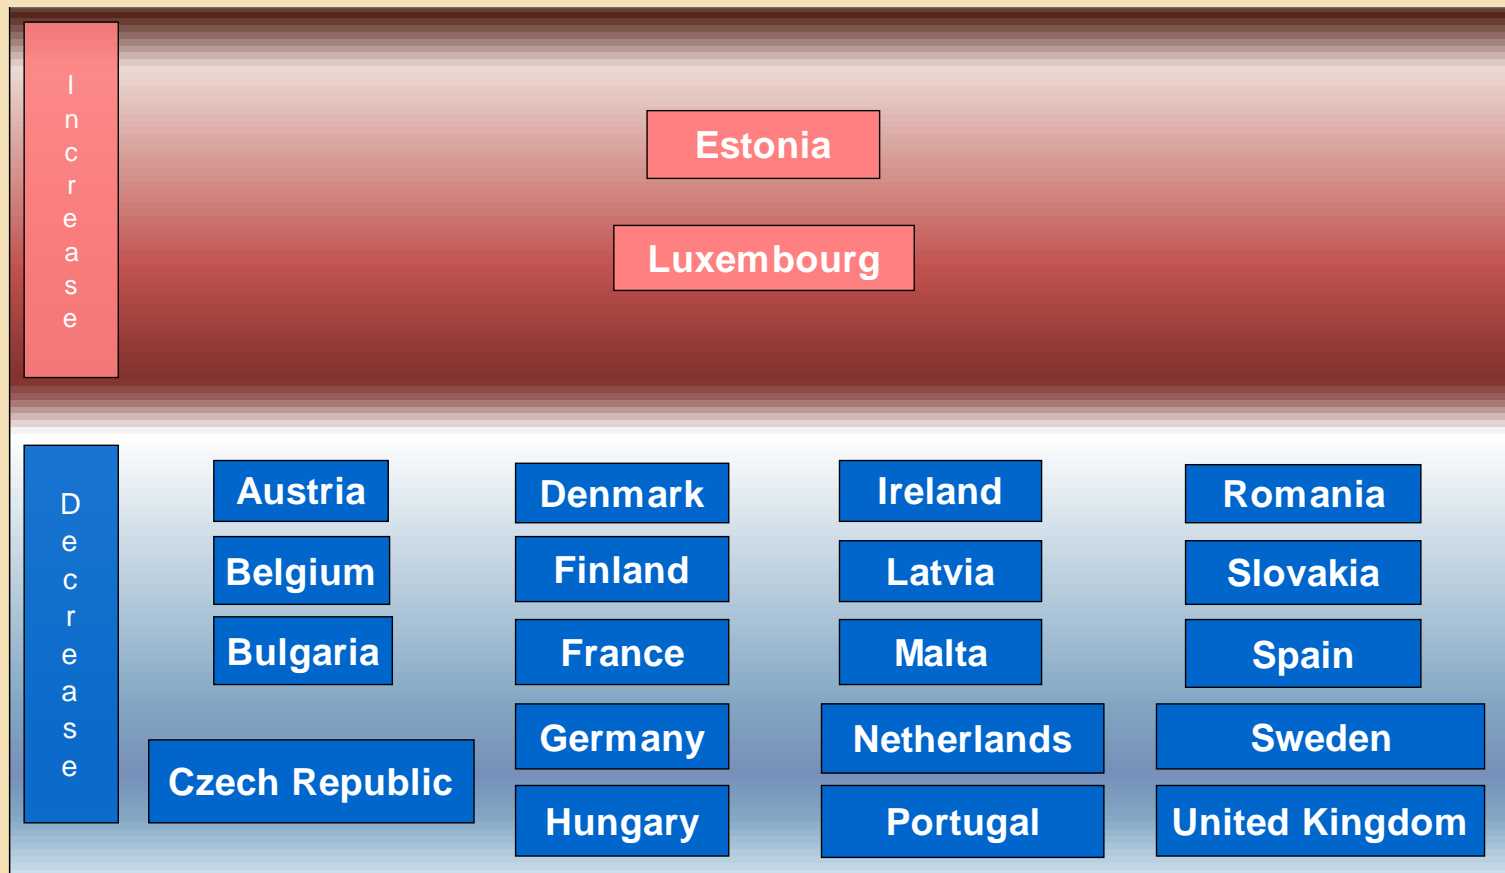 Increase
Estonia
Luxembourg
Decrease
Austria
Belgium
Bulgaria
Czech Republic
Denmark
Finland
France
Germany
Hungary
Ireland
Latvia
Malta
Netherlands
Portugal
Romania
Slovakia
Spain
Sweden
United Kingdom